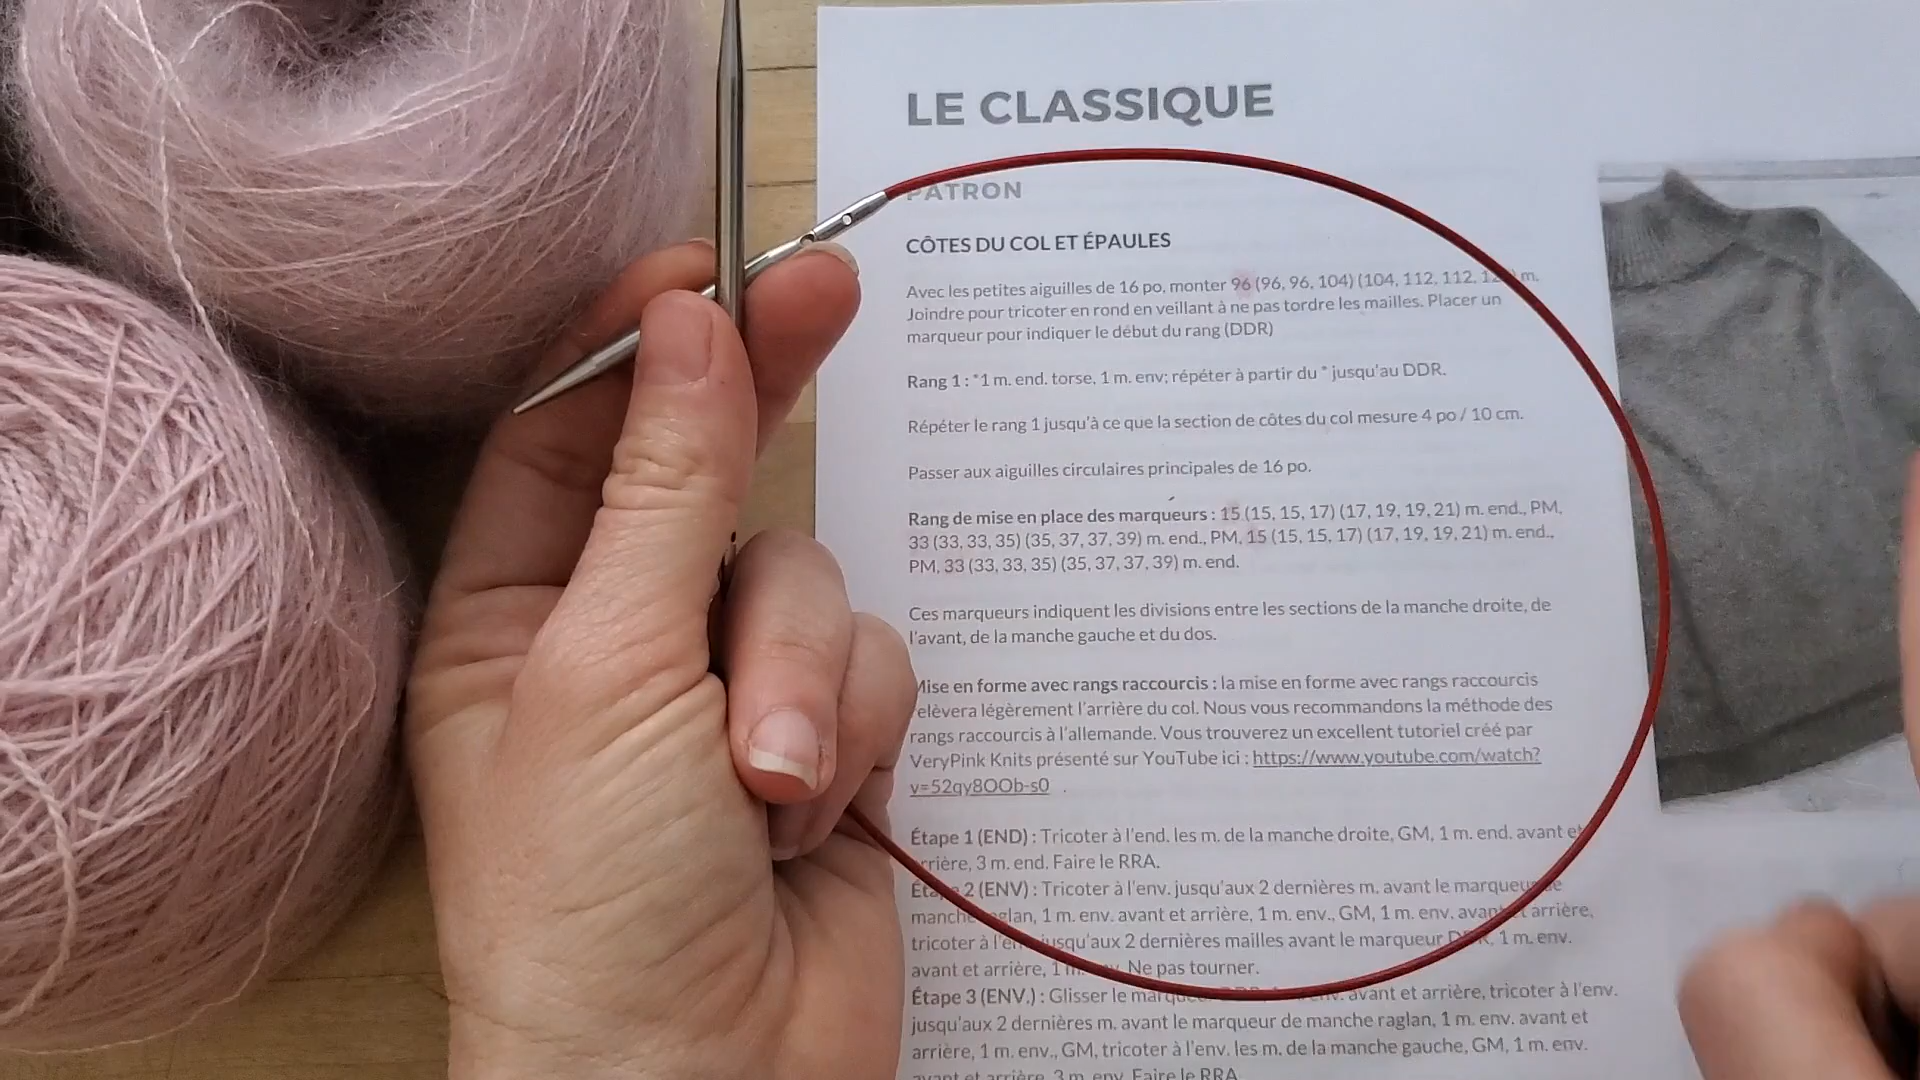 LE CLASSIQUE
PATRON
CÔTES DU COL ET ÉPAULES
Avec les petites aiguilles de 16 po, monter 96 (96, 96, 104) (104, 112, 112, m.
Joindre pour tricoter en rond en veillant à ne pas tordre les mailles. Placer un
marqueur pour indiquer le début du rang (DDR)
Rang 1 : *1 m. end. torse, 1 m. env; répéter à partir du * jusqu'au DDR.
Répéter le rang 1 jusqu'à ce que la section de côtes du col mesure 4 po / 10 cm.
Passer aux aiguilles circulaires principales de 16 po.
Rang de mise en place des marqueurs : 15 (15, 15, 17) (17, 19, 19, 21) m. end., PM,
33 (33, 33, 35) (35, 37, 37, 39) m. end., PM, 15 (15, 15, 17) (17, 19, 19, 21) m. end.,
PM, 33 (33, 33, 35) (35, 37, 37, 39) m. end.
Ces marqueurs indiquent les divisions entre les sections de la manche droite, de
l'avant, de la manche gauche et du dos.
Mise en forme avec rangs raccourcis : la mise en forme avec rangs raccourcis
relèvera légèrement l'arrière du col. Nous vous recommandons la méthode des
rangs raccourcis à l'allemande. Vous trouverez un excellent tutoriel créé par
VeryPink Knits présenté sur YouTube ici : https://www.youtube.com/watch?
v=52qy8OOb-s0 .
Étape 1 (END) : Tricoter à l'end. les m. de la manche droite, GM, 1 m. end. avant et
arrière, 3 m. end. Faire le RRA.
Étape 2 (ENV) : Tricoter à l'env. jusqu'aux 2 dernières m. avant le marqueur de
manche raglan, 1 m. env. avant et arrière, 1 m. env., GM, 1 m. env. avant et arrière,
tricoter à l'env. jusqu'aux 2 dernières mailles avant le marqueur DDR, 1 m. env.
avant et arrière, 1 m. env. Ne pas tourner.
Étape 3 (ENV.) : Glisser le marqueur avant et arrière, tricoter à l'env.
jusqu'aux 2 dernières m. avant le marqueur de manche raglan, 1 m. env. avant et
arrière, 1 m. env., GM, tricoter à l'env. les m. de la manche gauche, GM, 1 m. env.
avant et arrière, 3 m. env. Faire le RRA.